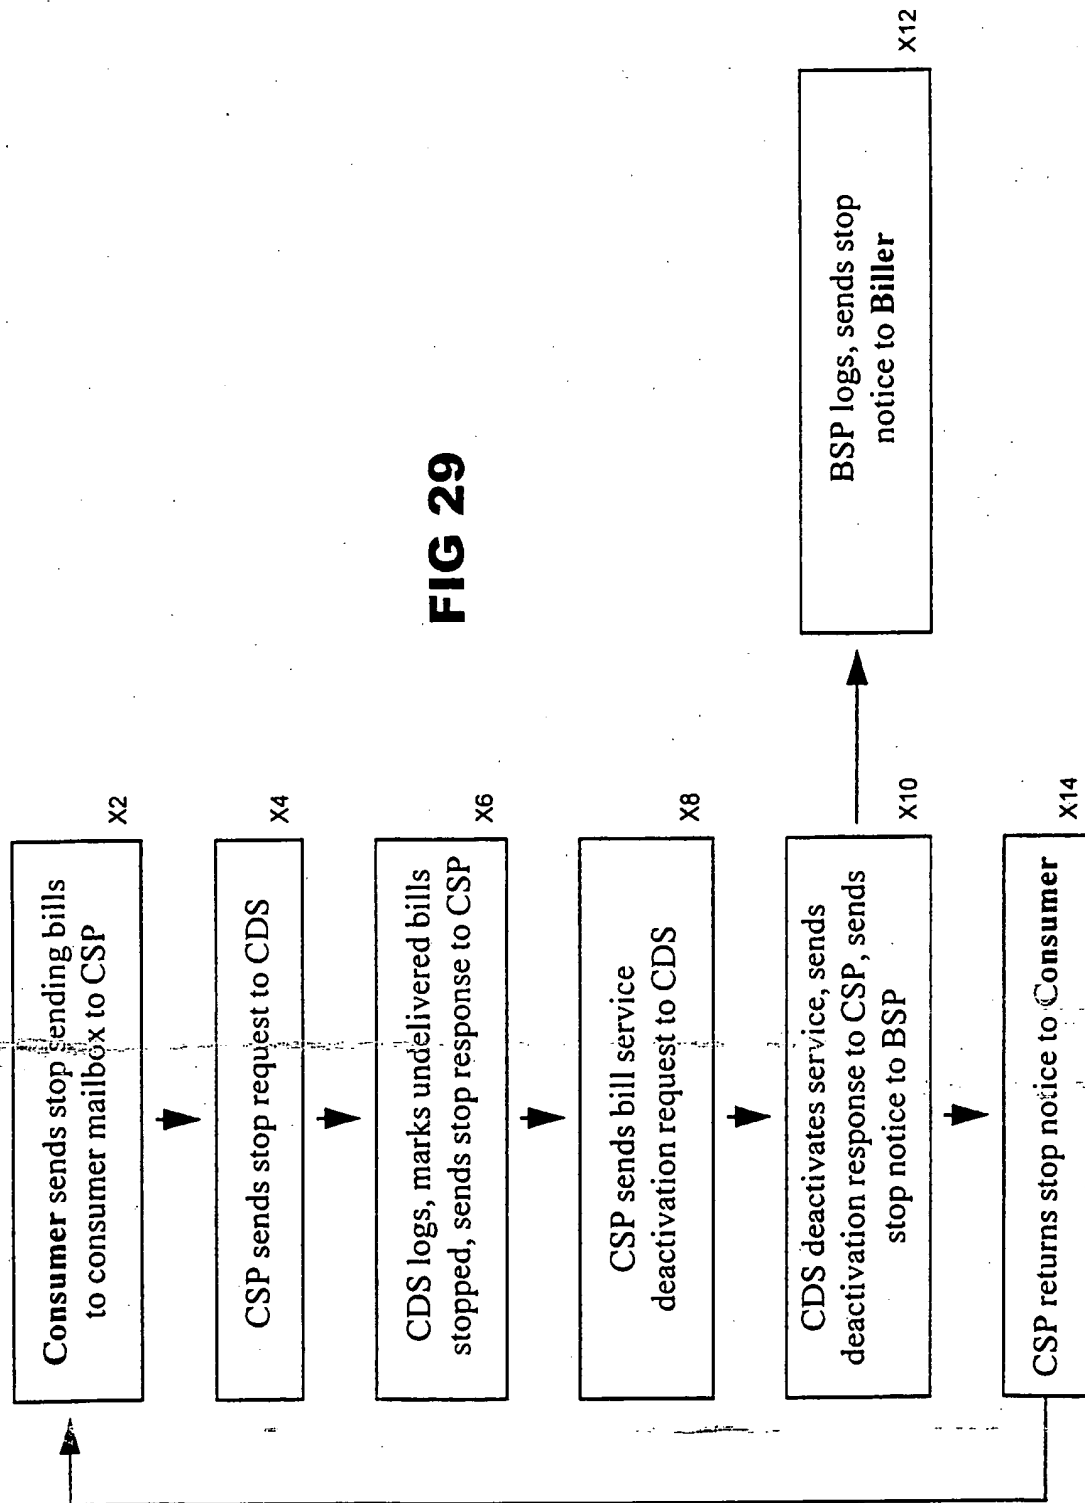 Consumer sends stop sending bills
to consumer mailbox to CSP
X2
CSP sends stop request to CDS
X4
CDS logs, marks undelivered bills
stopped, sends stop response to CSP
X6
CSP sends bill service
deactivation request to CDS
X8
CDS deactivates service, sends
deactivation response to CSP, sends
stop notice to BSP
X10
BSP logs, sends stop
notice to Biller
X12
CSP returns stop notice to Consumer
X14
FIG 29